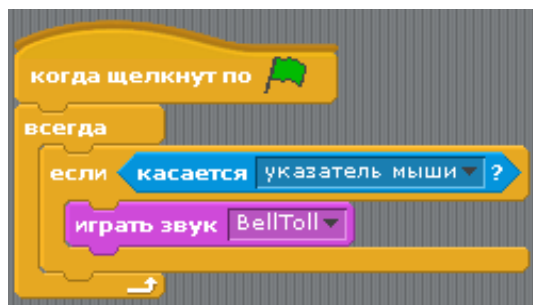 когда щелкнут по
всегда
если касается указатель мыши ?
играть звук BellToll